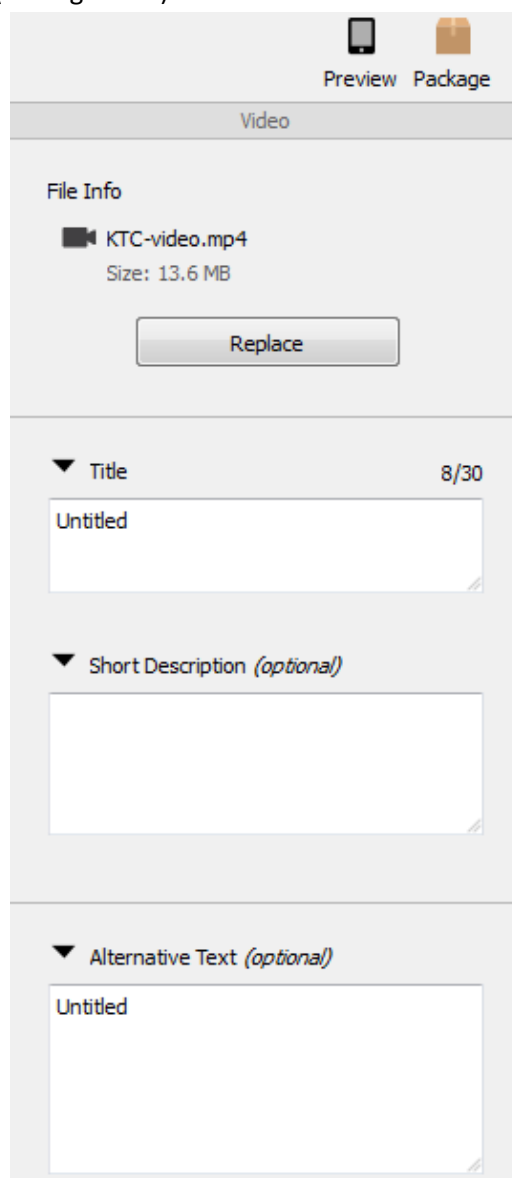 Preview Package
Video
File Info
KTC-video.mp4
Size: 13.6 MB
Replace
Title 8/30
Untitled
Short Description (optional)
Alternative Text (optional)
Untitled